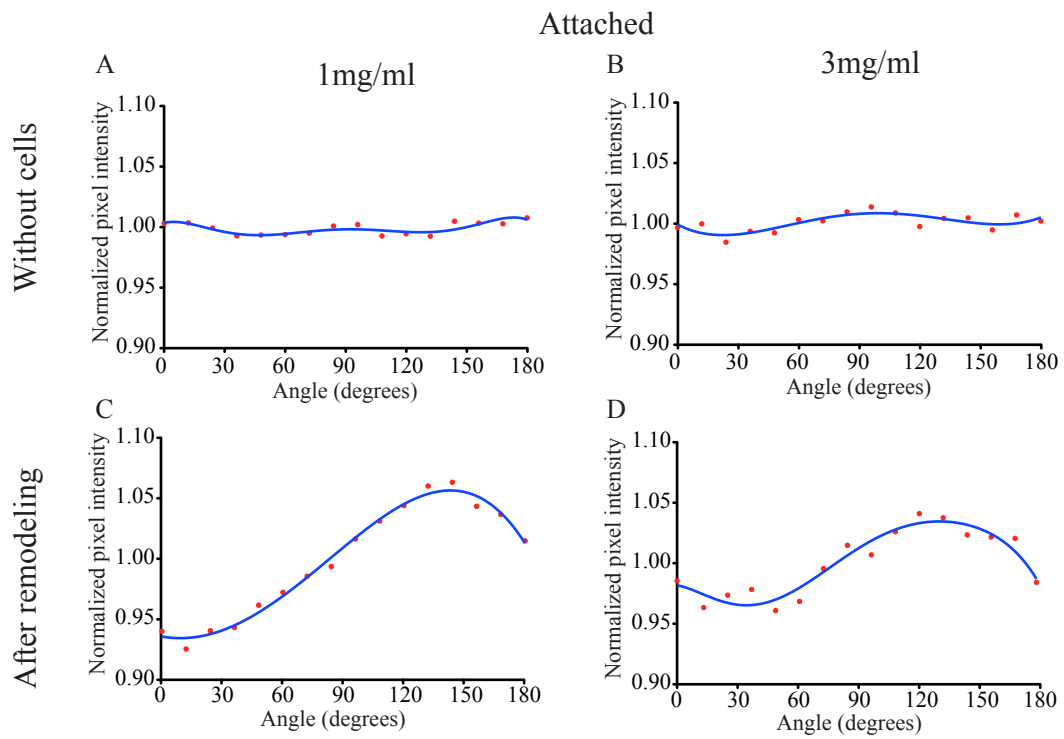 Attached
1mg/ml
3mg/ml
Without cells
After remodeling
A
Normalized pixel intensity
1.10
1.05
1.00
0.95
0.90
0 30 60 90 120 150 180
Angle (degrees)
B
Normalized pixel intensity
1.10
1.05
1.00
0.95
0.90
0 30 60 90 120 150 180
Angle (degrees)
C
Normalized pixel intensity
1.10
1.05
1.00
0.95
0.90
0 30 60 90 120 150 180
Angle (degrees)
D
Normalized pixel intensity
1.10
1.05
1.00
0.95
0.90
0 30 60 90 120 150 180
Angle (degrees)